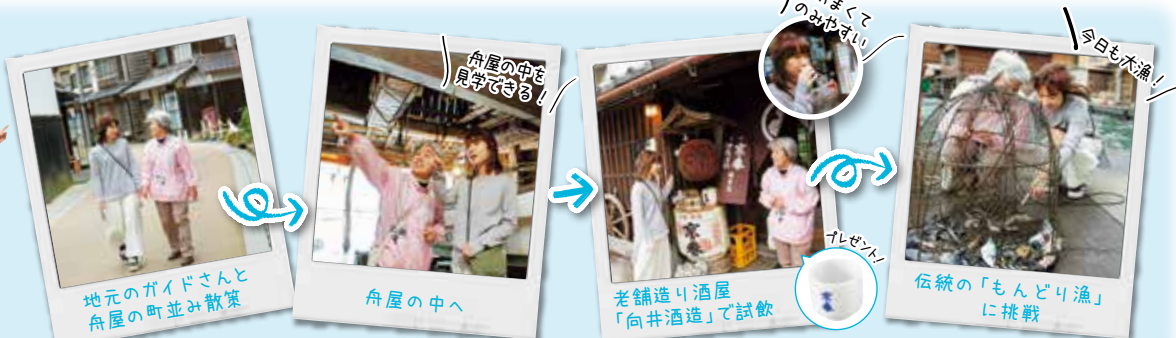 地元のガイドさんと
舟屋の町並み散策
舟屋の中を
見学できる!
舟屋の中へ
まくて
のみやすい
老舗造り酒屋
「向井酒造」で試飲
プレゼント!
今日も大漁!
伝統の「もんどり漁」
に挑戦